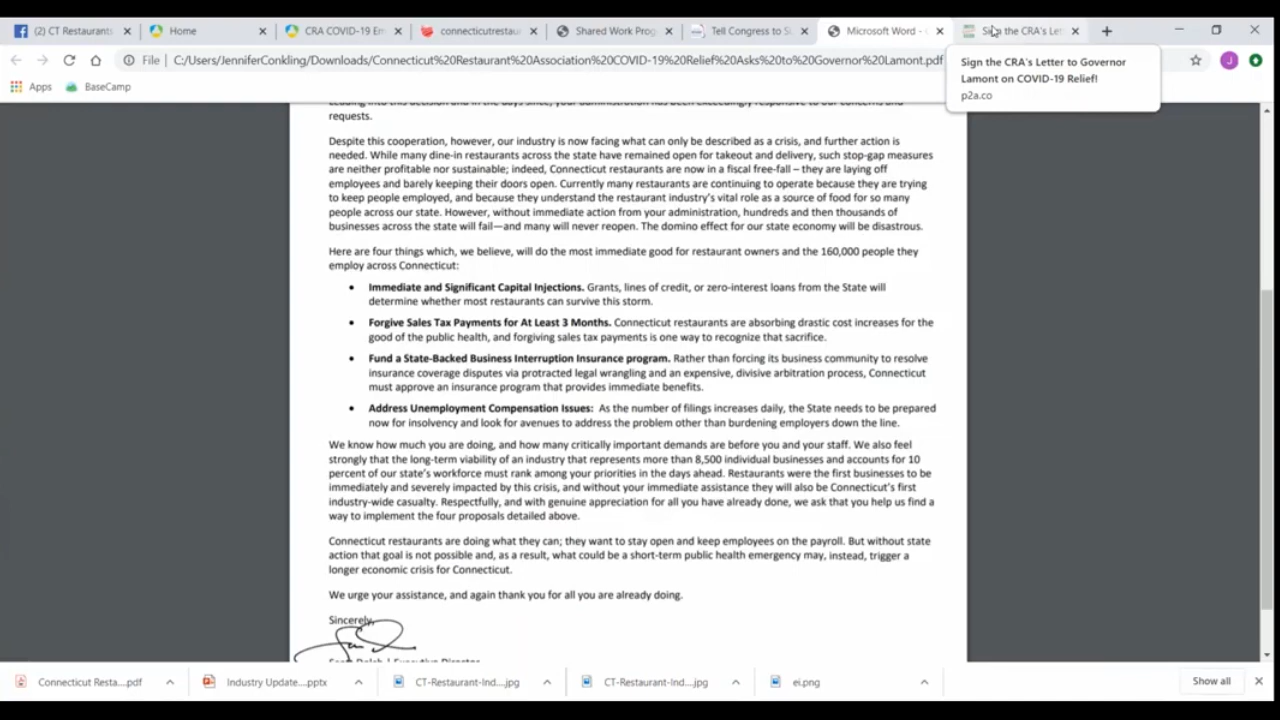 (2) CT Restaurants
Home
CRA COVID-19 Em
connecticutrestaur
Shared Work Prog
Tell Congress to Su
Microsoft Word -
Sign the CRA's Let
File | C:/Users/JenniferConkling/Downloads/Connecticut%20Restaurant%20Association%20COVID-19%20Relief%20Asks%20to%20Governor%20Lamont.pdf
J
Sign the CRA's Letter to Governor
Lamont on COVID-19 Relief!
p2a.co
Apps
BaseCamp
Leading into this decision and in the days since, your administration has been exceedingly responsive to our concerns and
requests.
Despite this cooperation, however, our industry is now facing what can only be described as a crisis, and further action is
needed. While many dine-in restaurants across the state have remained open for takeout and delivery, such stop-gap measures
are neither profitable nor sustainable; indeed, Connecticut restaurants are now in a fiscal free-fall – they are laying off
employees and barely keeping their doors open. Currently many restaurants are continuing to operate because they are trying
to keep people employed, and because they understand the restaurant industry's vital role as a source of food for so many
people across our state. However, without immediate action from your administration, hundreds and then thousands of
businesses across the state will fail—and many will never reopen. The domino effect for our state economy will be disastrous.
Here are four things which, we believe, will do the most immediate good for restaurant owners and the 160,000 people they
employ across Connecticut:
• Immediate and Significant Capital Injections. Grants, lines of credit, or zero-interest loans from the State will
determine whether most restaurants can survive this storm.
• Forgive Sales Tax Payments for At Least 3 Months. Connecticut restaurants are absorbing drastic cost increases for the
good of the public health, and forgiving sales tax payments is one way to recognize that sacrifice.
• Fund a State-Backed Business Interruption Insurance program. Rather than forcing its business community to resolve
insurance coverage disputes via protracted legal wrangling and an expensive, divisive arbitration process, Connecticut
must approve an insurance program that provides immediate benefits.
• Address Unemployment Compensation Issues: As the number of filings increases daily, the State needs to be prepared
now for insolvency and look for avenues to address the problem other than burdening employers down the line.
We know how much you are doing, and how many critically important demands are before you and your staff. We also feel
strongly that the long-term viability of an industry that represents more than 8,500 individual businesses and accounts for 10
percent of our state's workforce must rank among your priorities in the days ahead. Restaurants were the first businesses to be
immediately and severely impacted by this crisis, and without your immediate assistance they will also be Connecticut's first
industry-wide casualty. Respectfully, and with genuine appreciation for all you have already done, we ask that you help us find a
way to implement the four proposals detailed above.
Connecticut restaurants are doing what they can; they want to stay open and keep employees on the payroll. But without state
action that goal is not possible and, as a result, what could be a short-term public health emergency may, instead, trigger a
longer economic crisis for Connecticut.
We urge your assistance, and again thank you for all you are already doing.
Sincerely,
Scott Dolch | Executive Director
Connecticut Resta....pdf
Industry Update....pptx
CT-Restaurant-Ind....jpg
CT-Restaurant-Ind....jpg
ei.png
Show all